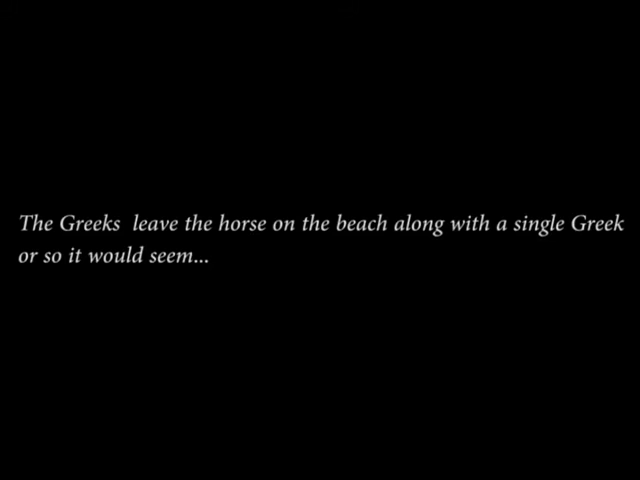 The Greeks  leave the horse on the beach along with a single Greek
or so it would seem...